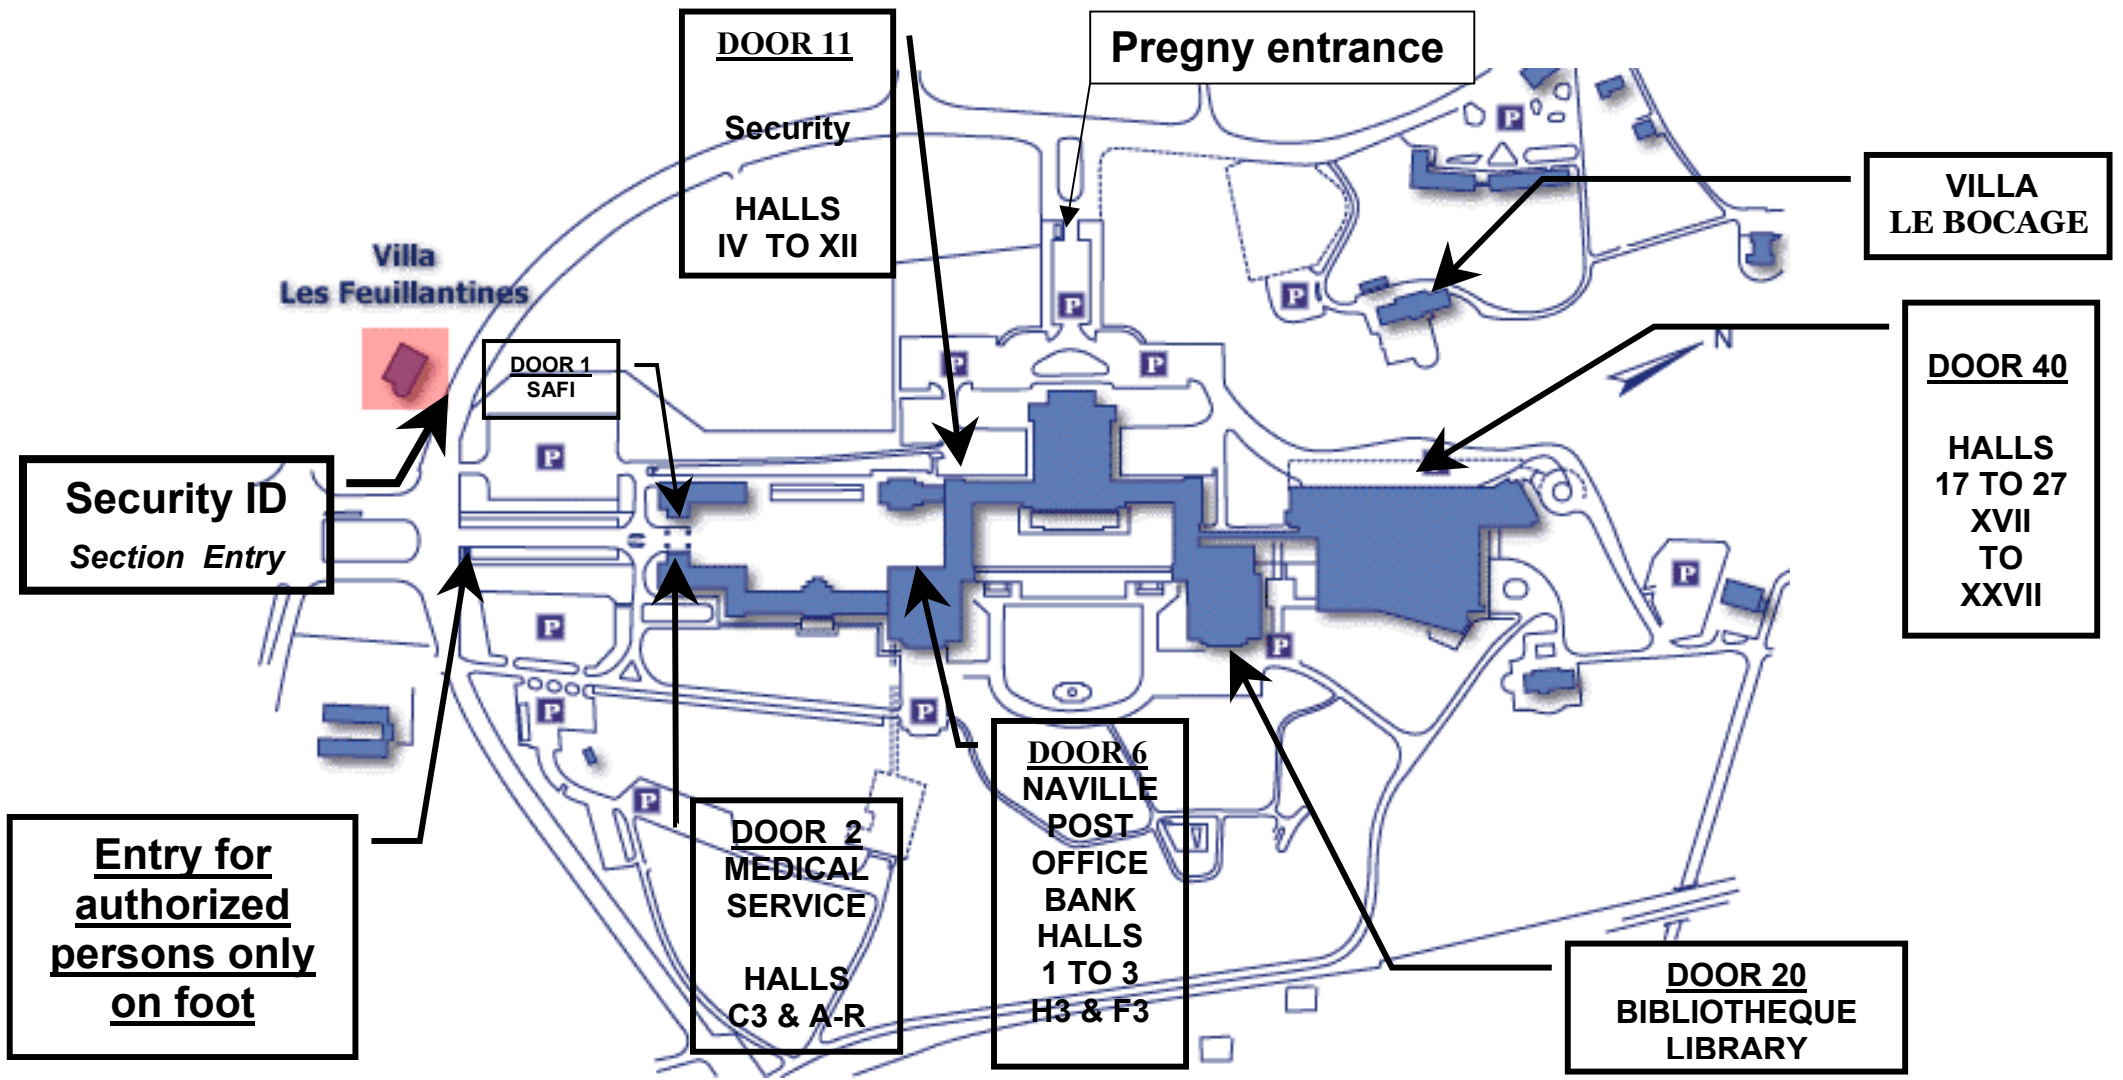 DOOR 11
Security
HALLS
IV TO XII
Pregny entrance
P
VILLA
LE BOCAGE
Villa
Les Feuillantines
P
P
P
P
N
DOOR 1
SAFI
DOOR 40
HALLS
17 TO 27
XVII
TO
XXVII
P
Security ID
Section Entry
P
P
P
P
P
P
DOOR 6
NAVILLE
POST
OFFICE
BANK
HALLS
1 TO 3
H3 & F3
P
DOOR 2
MEDICAL
SERVICE
HALLS
C3 & A-R
Entry for
authorized
persons only
on foot
DOOR 20
BIBLIOTHEQUE
LIBRARY